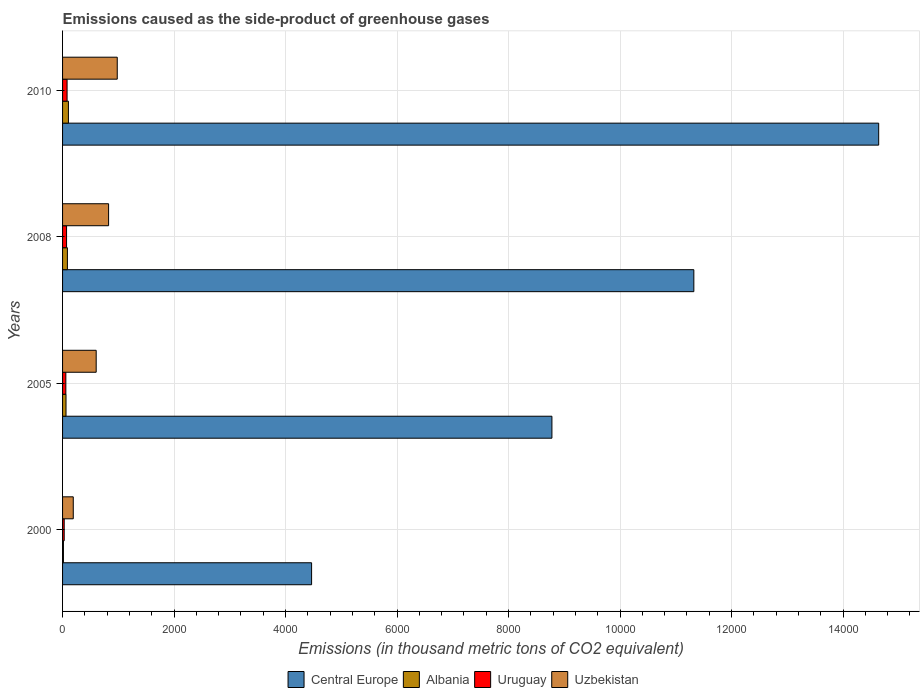 Emissions caused as the side-product of greenhouse gases
2010
2008
2005
2000
Years
0
2000
4000
6000
8000
10000
12000
14000
Emissions (in thousand metric tons of CO2 equivalent)
Central Europe
Albania
Uruguay
Uzbekistan